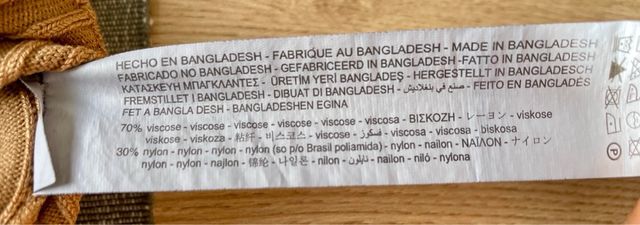 HECHO EN BANGLADESH - FABRIQUE AU BANGLADESH - MADE IN BANGLADESH
FABRICADO NO BANGLADESH - GEFABRICEERD IN BANGLADESH -FATTO IN BANGLADESH
ΚΑΤΑΣΚΕΥΗ ΜΠΑΓΚΛΑΝΤΕΣ - ÜRETİM YERİ BANGLADEŞ - HERGESTELLT IN BANGLADESCH
FREMSTILLET I BANGLADESH - DIBUAT DI BANGLADESH - صنع في بنغلاديش - FEITO EN BANGLADÉS
FET A BANGLA DESH - BANGLADESHEN EGINA
70% viscose - viscose - viscose - viscose - viscose - viscosa - ΒΙΣΚΟΖΗ - レーヨン - viskose
viskose - viskoza - 粘纤 - 비스코스 - viscose - فسكوز - viscosa - viscosa - biskosa
30% nylon - nylon - nylon - nylon (so p/o Brasil poliamida) - nylon - naïlon - ΝΑΪΛΟΝ - ナイロン
nylon - nylon - najlon - 锦纶 - 나일론 - nilon - نايلون - nailon - niló - nylona
P